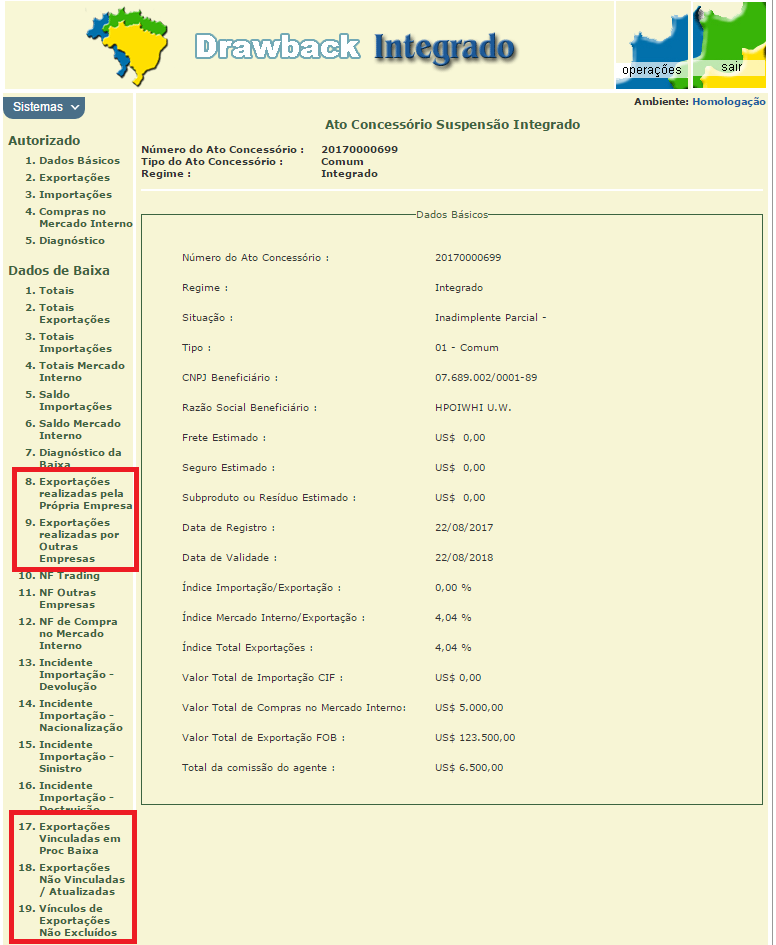 Drawback Integrado
operações
sair
Sistemas
Ambiente: Homologação
Autorizado
1. Dados Básicos
2. Exportações
3. Importações
4. Compras no
Mercado Interno
5. Diagnóstico
Dados de Baixa
1. Totais
2. Totais
Exportações
3. Totais
Importações
4. Totais Mercado
Interno
5. Saldo
Importações
6. Saldo Mercado
Interno
7. Diagnóstico da
Baixa
8. Exportações
realizadas pela
Própria Empresa
9. Exportações
realizadas por
Outras
Empresas
10. NF Trading
11. NF Outras
Empresas
12. NF de Compra
no Mercado
Interno
13. Incidente
Importação -
Devolução
14. Incidente
Importação -
Nacionalização
15. Incidente
Importação -
Sinistro
16. Incidente
Importação -
Destruição
17. Exportações
Vinculadas em
Proc Baixa
18. Exportações
Não Vinculadas
/ Atualizadas
19. Vínculos de
Exportações
Não Excluídos
Ato Concessório Suspensão Integrado
Número do Ato Concessório : 20170000699
Tipo do Ato Concessório : Comum
Regime : Integrado
Dados Básicos
Número do Ato Concessório : 20170000699
Regime : Integrado
Situação : Inadimplente Parcial -
Tipo : 01 - Comum
CNPJ Beneficiário : 07.689.002/0001-89
Razão Social Beneficiário : HPOIWHI U.W.
Frete Estimado : US$ 0,00
Seguro Estimado : US$ 0,00
Subproduto ou Resíduo Estimado : US$ 0,00
Data de Registro : 22/08/2017
Data de Validade : 22/08/2018
Índice Importação/Exportação : 0,00 %
Índice Mercado Interno/Exportação : 4,04 %
Índice Total Exportações : 4,04 %
Valor Total de Importação CIF : US$ 0,00
Valor Total de Compras no Mercado Interno: US$ 5.000,00
Valor Total de Exportação FOB : US$ 123.500,00
Total da comissão do agente : US$ 6.500,00